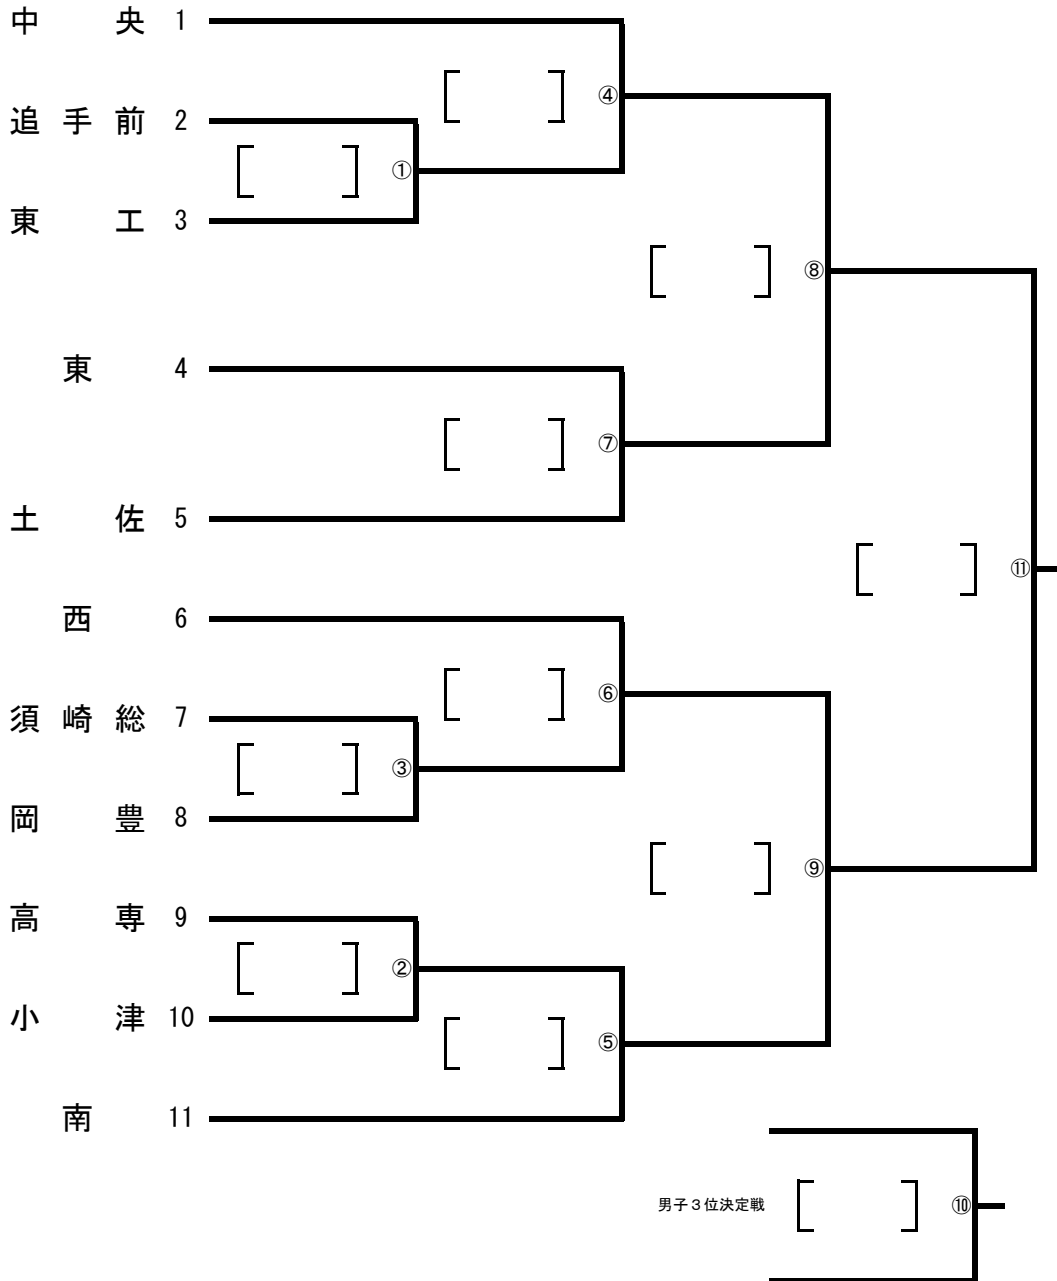 中央 1
④
追手前 2
①
東工 3
⑧
東 4
⑦
土佐 5
⑪
西 6
⑥
須崎総 7
③
岡豊 8
⑨
高専 9
②
小津 10
⑤
南 11
男子３位決定戦 ⑩